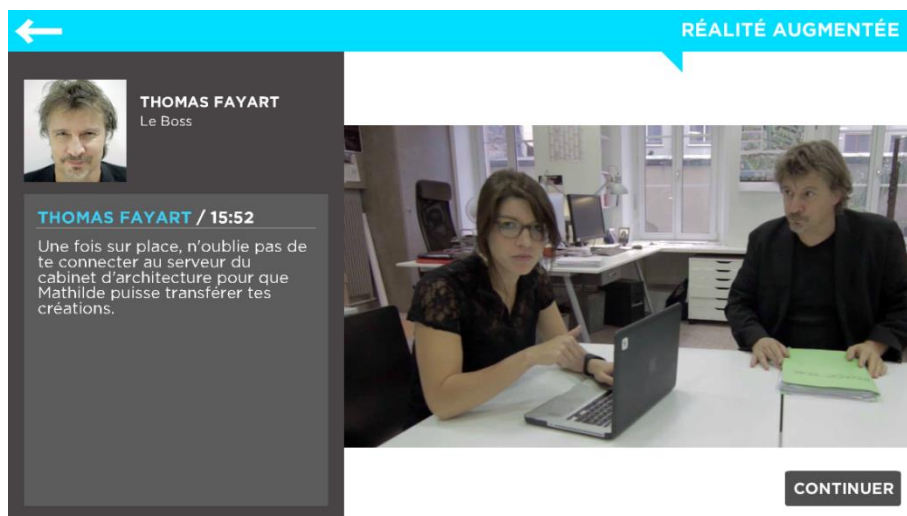 RÉALITÉ AUGMENTÉE
THOMAS FAYART
Le Boss
THOMAS FAYART / 15:52
Une fois sur place, n'oublie pas de
te connecter au serveur du
cabinet d'architecture pour que
Mathilde puisse transférer tes
créations.
CONTINUER